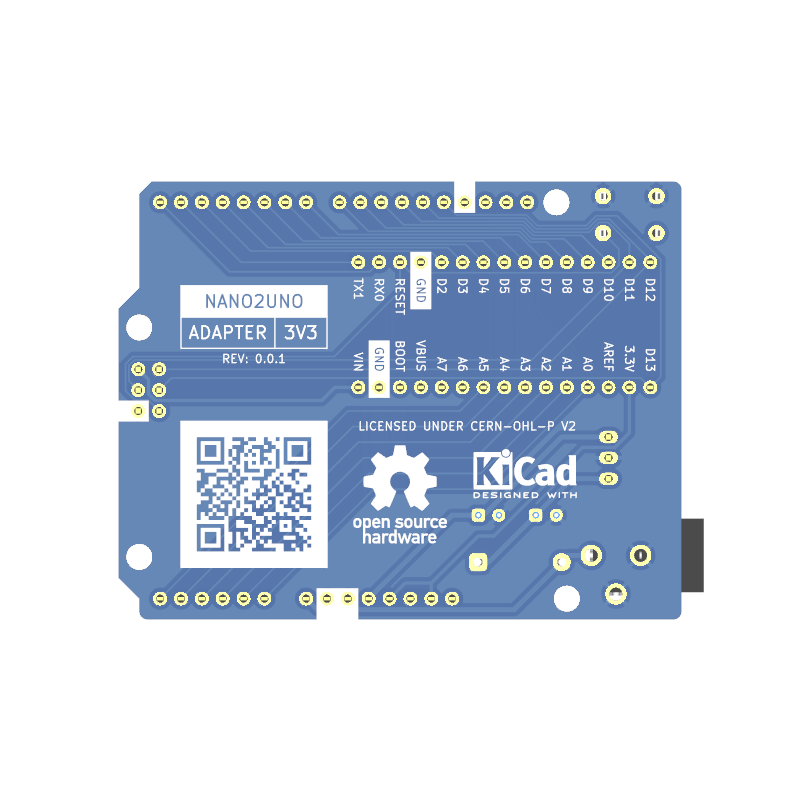 TX1 RX0 RESET GND D2 D3 D4 D5 D6 D7 D8 D9 D10 D11 D12
NANO2UNO
ADAPTER 3V3
REV: 0.0.1
VIN GND BOOT VBUS A7 A6 A5 A4 A3 A2 A1 A0 AREF 3.3V D13
LICENSED UNDER CERN-OHL-P V2
KiCad
DESIGNED WITH
open source
hardware